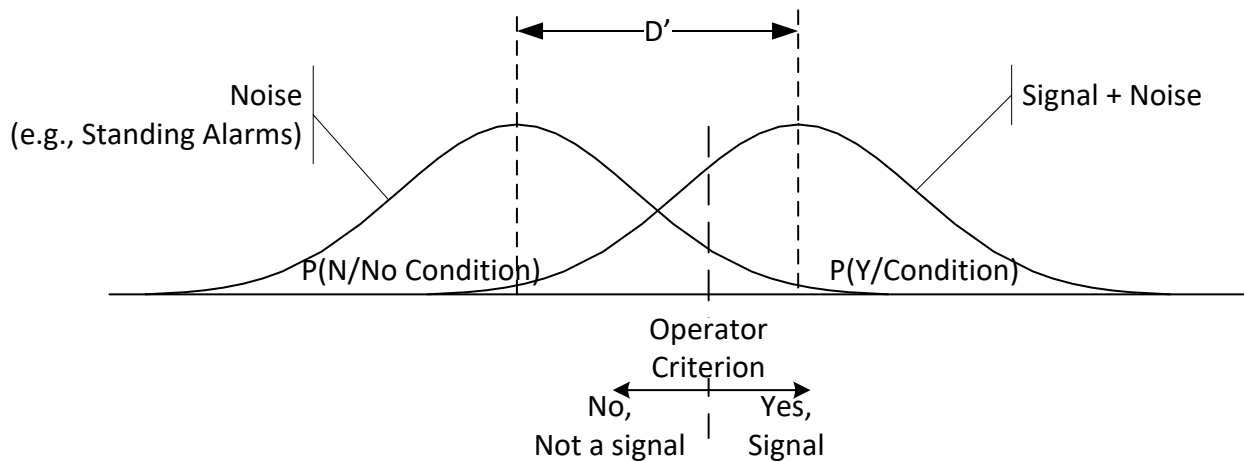 D’
Noise
(e.g., Standing Alarms)
Signal + Noise
P(N/No Condition)
P(Y/Condition)
Operator
Criterion
No,
Not a signal
Yes,
Signal